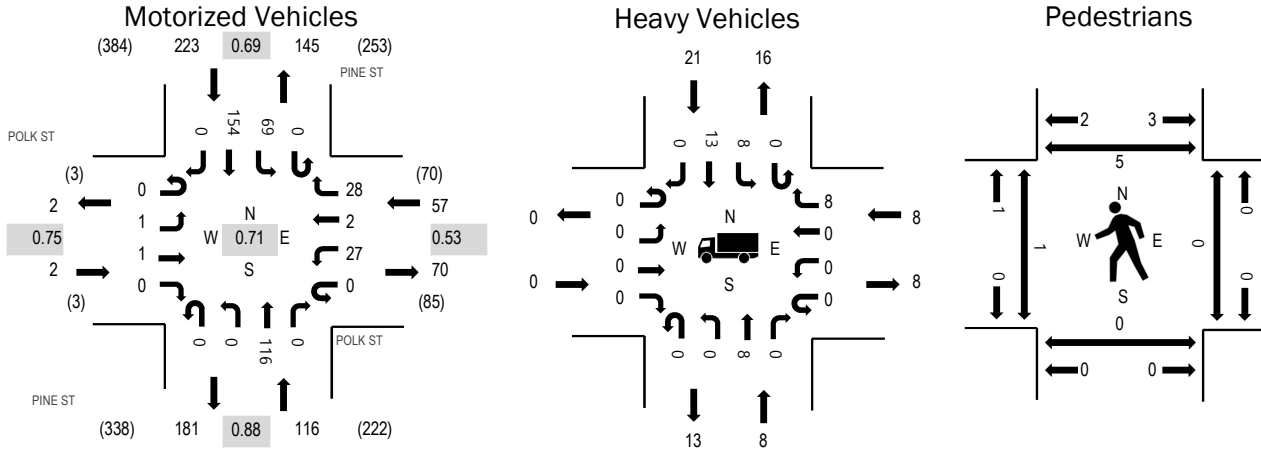 Motorized Vehicles
Heavy Vehicles
Pedestrians
(384) 223 0.69 145 (253)
PINE ST
POLK ST
0 154 69 0
(3)
2
0.75
2
(3)
0
1
1
0
N
W 0.71 E
S
28
2
27
0
(70)
57
0.53
70
(85)
0 0 116 0
POLK ST
PINE ST
(338) 181 0.88 116 (222)
21 16
0 13 8 0
0
0
0
0
0
0
N
W E
S
8
0
0
0
8
8
0 0 8 0
13 8
2 3
5
1
1
0
N
W E
S
0
0
0
0
0 0